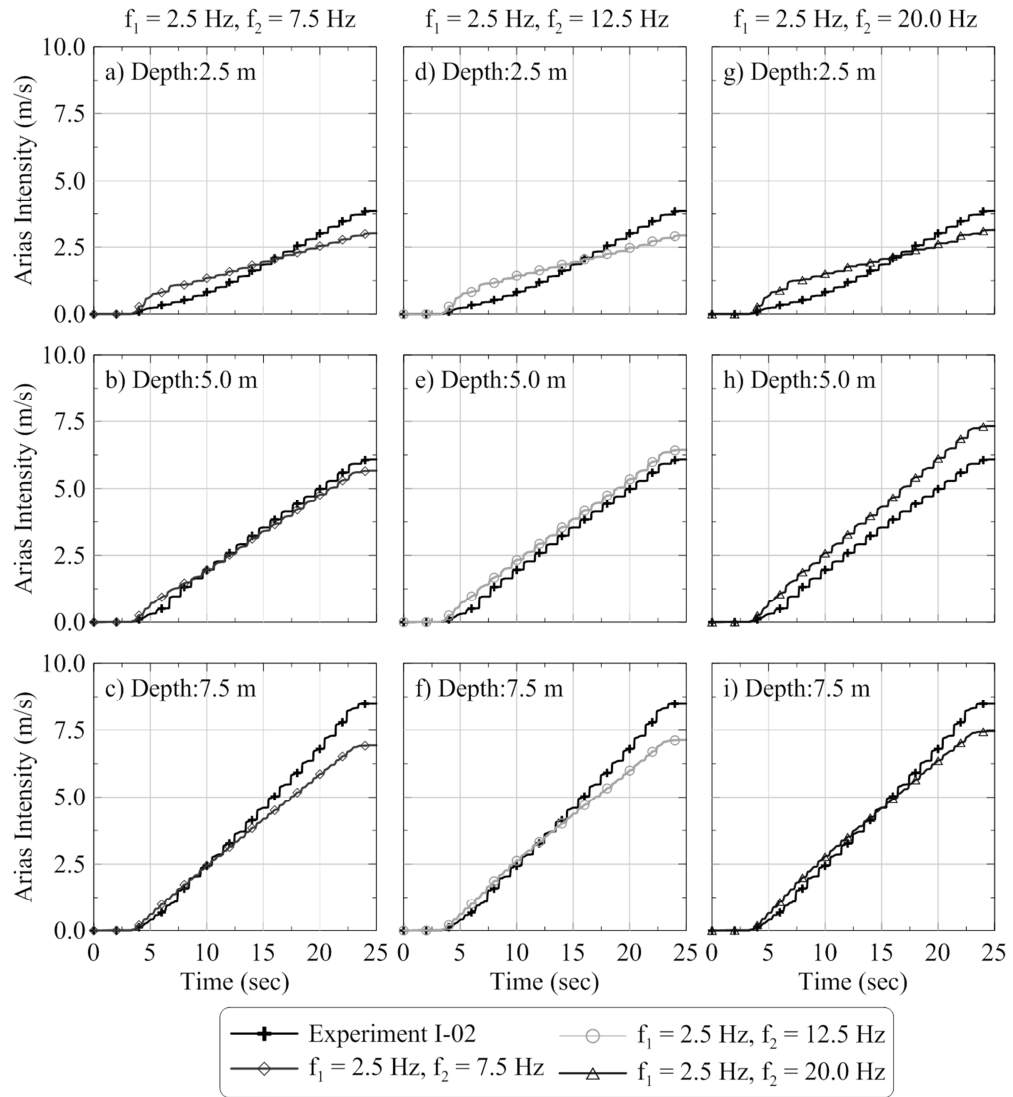 f₁ = 2.5 Hz, f₂ = 7.5 Hz
f₁ = 2.5 Hz, f₂ = 12.5 Hz
f₁ = 2.5 Hz, f₂ = 20.0 Hz
Arias Intensity (m/s)
10.0
7.5
5.0
2.5
0.0
a) Depth:2.5 m
d) Depth:2.5 m
g) Depth:2.5 m
Arias Intensity (m/s)
10.0
7.5
5.0
2.5
0.0
b) Depth:5.0 m
e) Depth:5.0 m
h) Depth:5.0 m
Arias Intensity (m/s)
10.0
7.5
5.0
2.5
0.0
c) Depth:7.5 m
f) Depth:7.5 m
i) Depth:7.5 m
0 5 10 15 20 25
0 5 10 15 20 25
0 5 10 15 20 25
Time (sec)
Time (sec)
Time (sec)
Experiment I-02
f₁ = 2.5 Hz, f₂ = 7.5 Hz
f₁ = 2.5 Hz, f₂ = 12.5 Hz
f₁ = 2.5 Hz, f₂ = 20.0 Hz